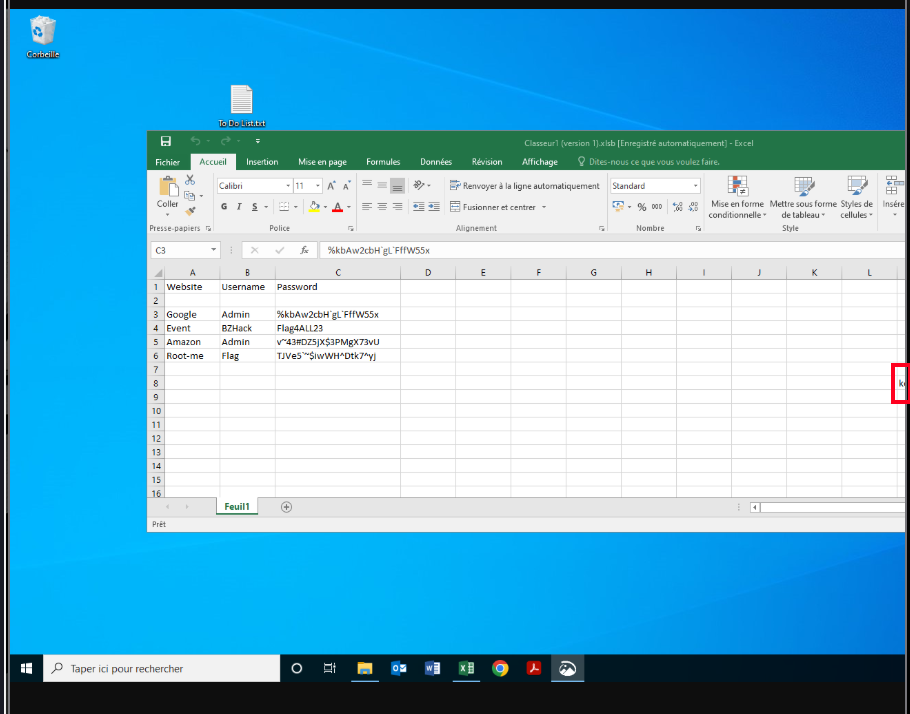 Corbeille
To Do List.txt
Classeur1 (version 1).xlsb [Enregistré automatiquement] - Excel
Fichier Accueil Insertion Mise en page Formules Données Révision Affichage Dites-nous ce que vous voulez faire.
Coller
Calibri 11
Renvoyer à la ligne automatiquement
Standard
G I S
Fusionner et centrer
% 000
Mise en forme conditionnelle
Mettre sous forme de tableau
Styles de cellules
Insére
Presse-papiers Police Alignement Nombre Style
C3 fx %kbAw2cbH¨gL¨FffW55x
A B C D E F G H I J K L
1 Website Username Password
2
3 Google Admin %kbAw2cbH¨gL¨FffW55x
4 Event BZHack Flag4ALL23
5 Amazon Admin v~43#DZ5jX$3PMgX73vU
6 Root-me Flag TJVe5¨~$iwWH^Dtk7^yj
7
8
9
10
11
12
13
14
15
16
Feuil1
Prêt
Taper ici pour rechercher